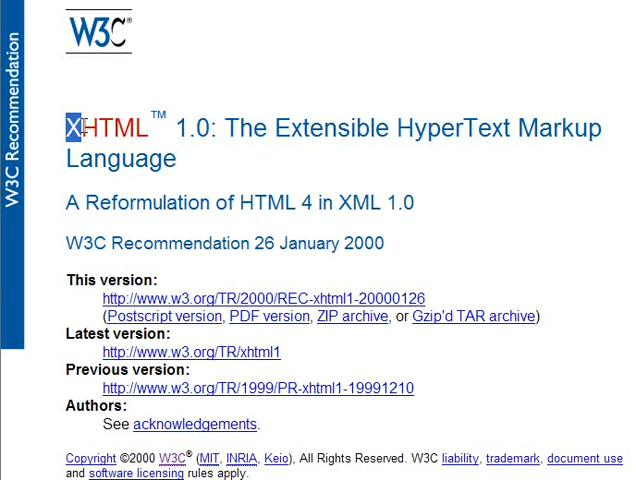 W3C®
W3C Recommendation
XHTML™ 1.0: The Extensible HyperText Markup
Language
A Reformulation of HTML 4 in XML 1.0
W3C Recommendation 26 January 2000
This version:
http://www.w3.org/TR/2000/REC-xhtml1-20000126
(Postscript version, PDF version, ZIP archive, or Gzip'd TAR archive)
Latest version:
http://www.w3.org/TR/xhtml1
Previous version:
http://www.w3.org/TR/1999/PR-xhtml1-19991210
Authors:
See acknowledgements.
Copyright ©2000 W3C® (MIT, INRIA, Keio), All Rights Reserved. W3C liability, trademark, document use
and software licensing rules apply.